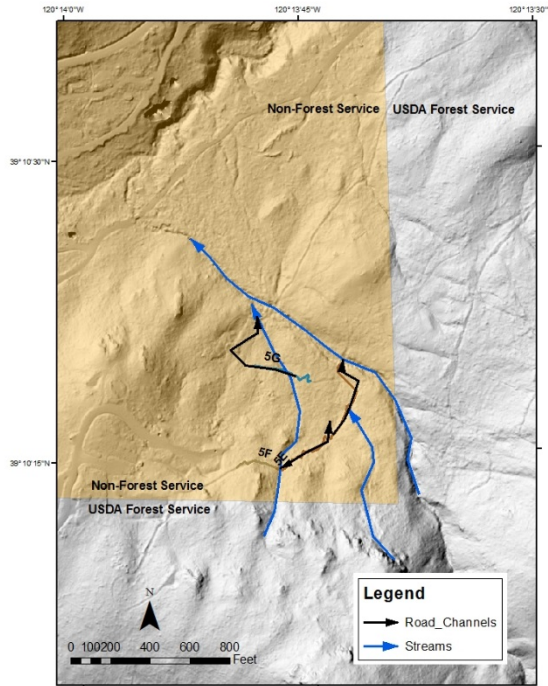 120°14'0"W
120°13'45"W
120°13'30"
Non-Forest Service
USDA Forest Service
39°10'30"N
5G
5F
39°10'15"N
Non-Forest Service
USDA Forest Service
N
0 100200 400 600 800
Feet
Legend
Road_Channels
Streams